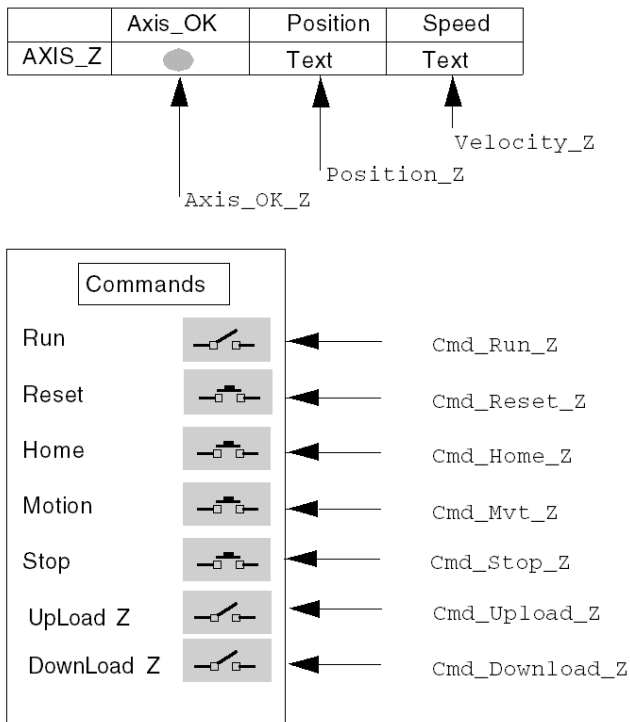 Axis_OK Position Speed
AXIS_Z Text Text
Velocity_Z
Position_Z
Axis_OK_Z
Commands
Run Cmd_Run_Z
Reset Cmd_Reset_Z
Home Cmd_Home_Z
Motion Cmd_Mvt_Z
Stop Cmd_Stop_Z
UpLoad Z Cmd_Upload_Z
DownLoad Z Cmd_Download_Z